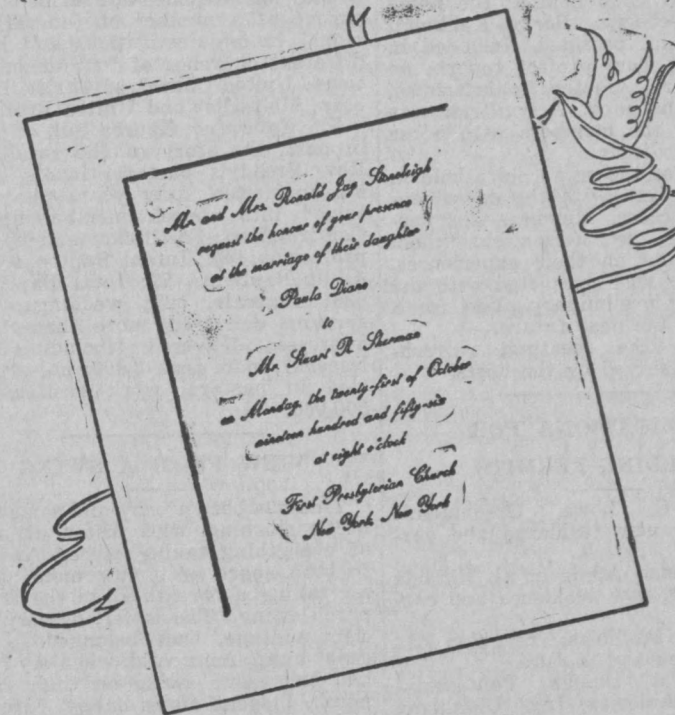 Mr. and Mrs. Ronald Jay Stoneleigh
request the honour of your presence
at the marriage of their daughter
Paula Diane
to
Mr. Stuart R. Sherman
on Monday, the twenty-first of October
nineteen hundred and fifty-six
at eight o'clock
First Presbyterian Church
New York, New York